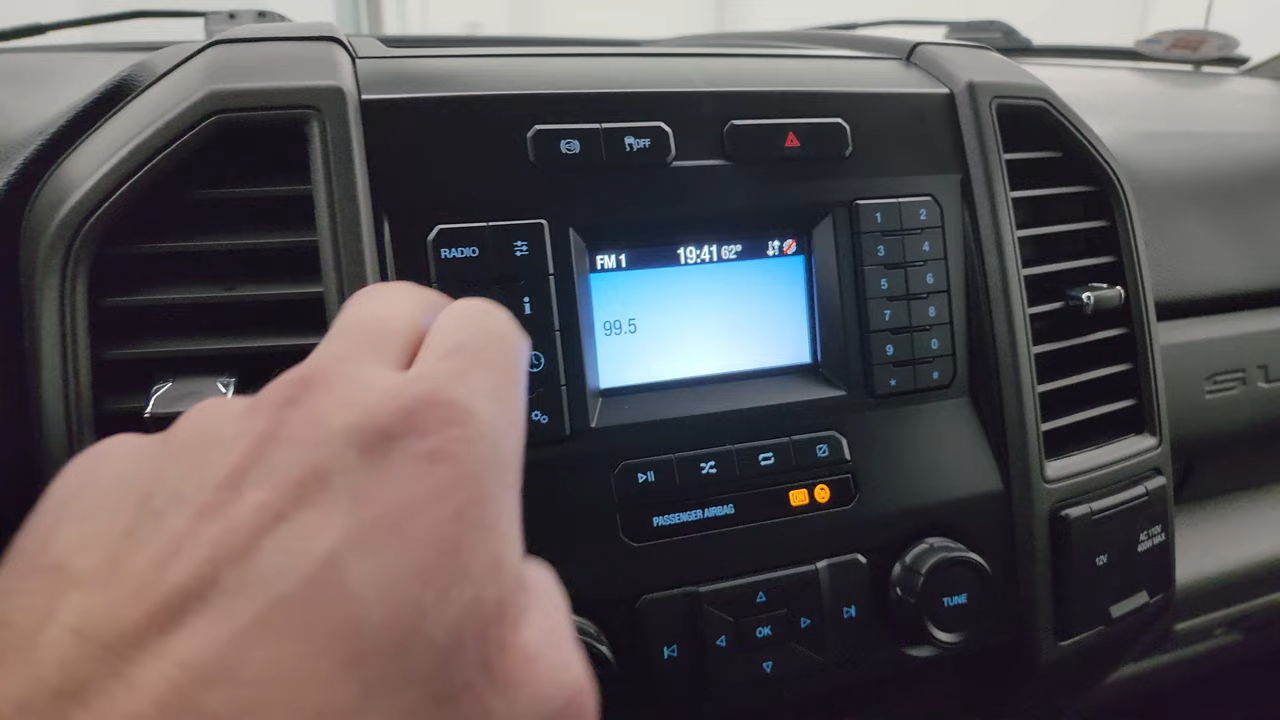 OFF
RADIO
FM 1 19:41 62°
i
99.5
1 2
3 4
5 6
7 8
9 0
* #
PASSENGER AIRBAG ON
OK
TUNE
12V
AC 110V
400W MAX